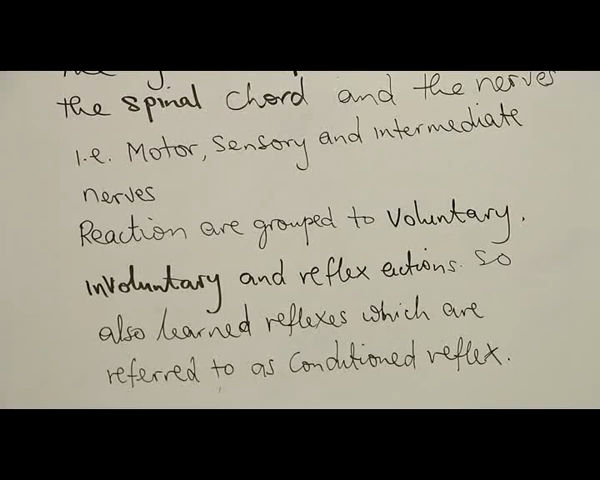 the spinal chord and the nerves
i.e. Motor, Sensory and intermediate
nerves
Reaction are grouped to Voluntary,
involuntary and reflex actions. So
also learned reflexes which are
referred to as Conditioned reflex.